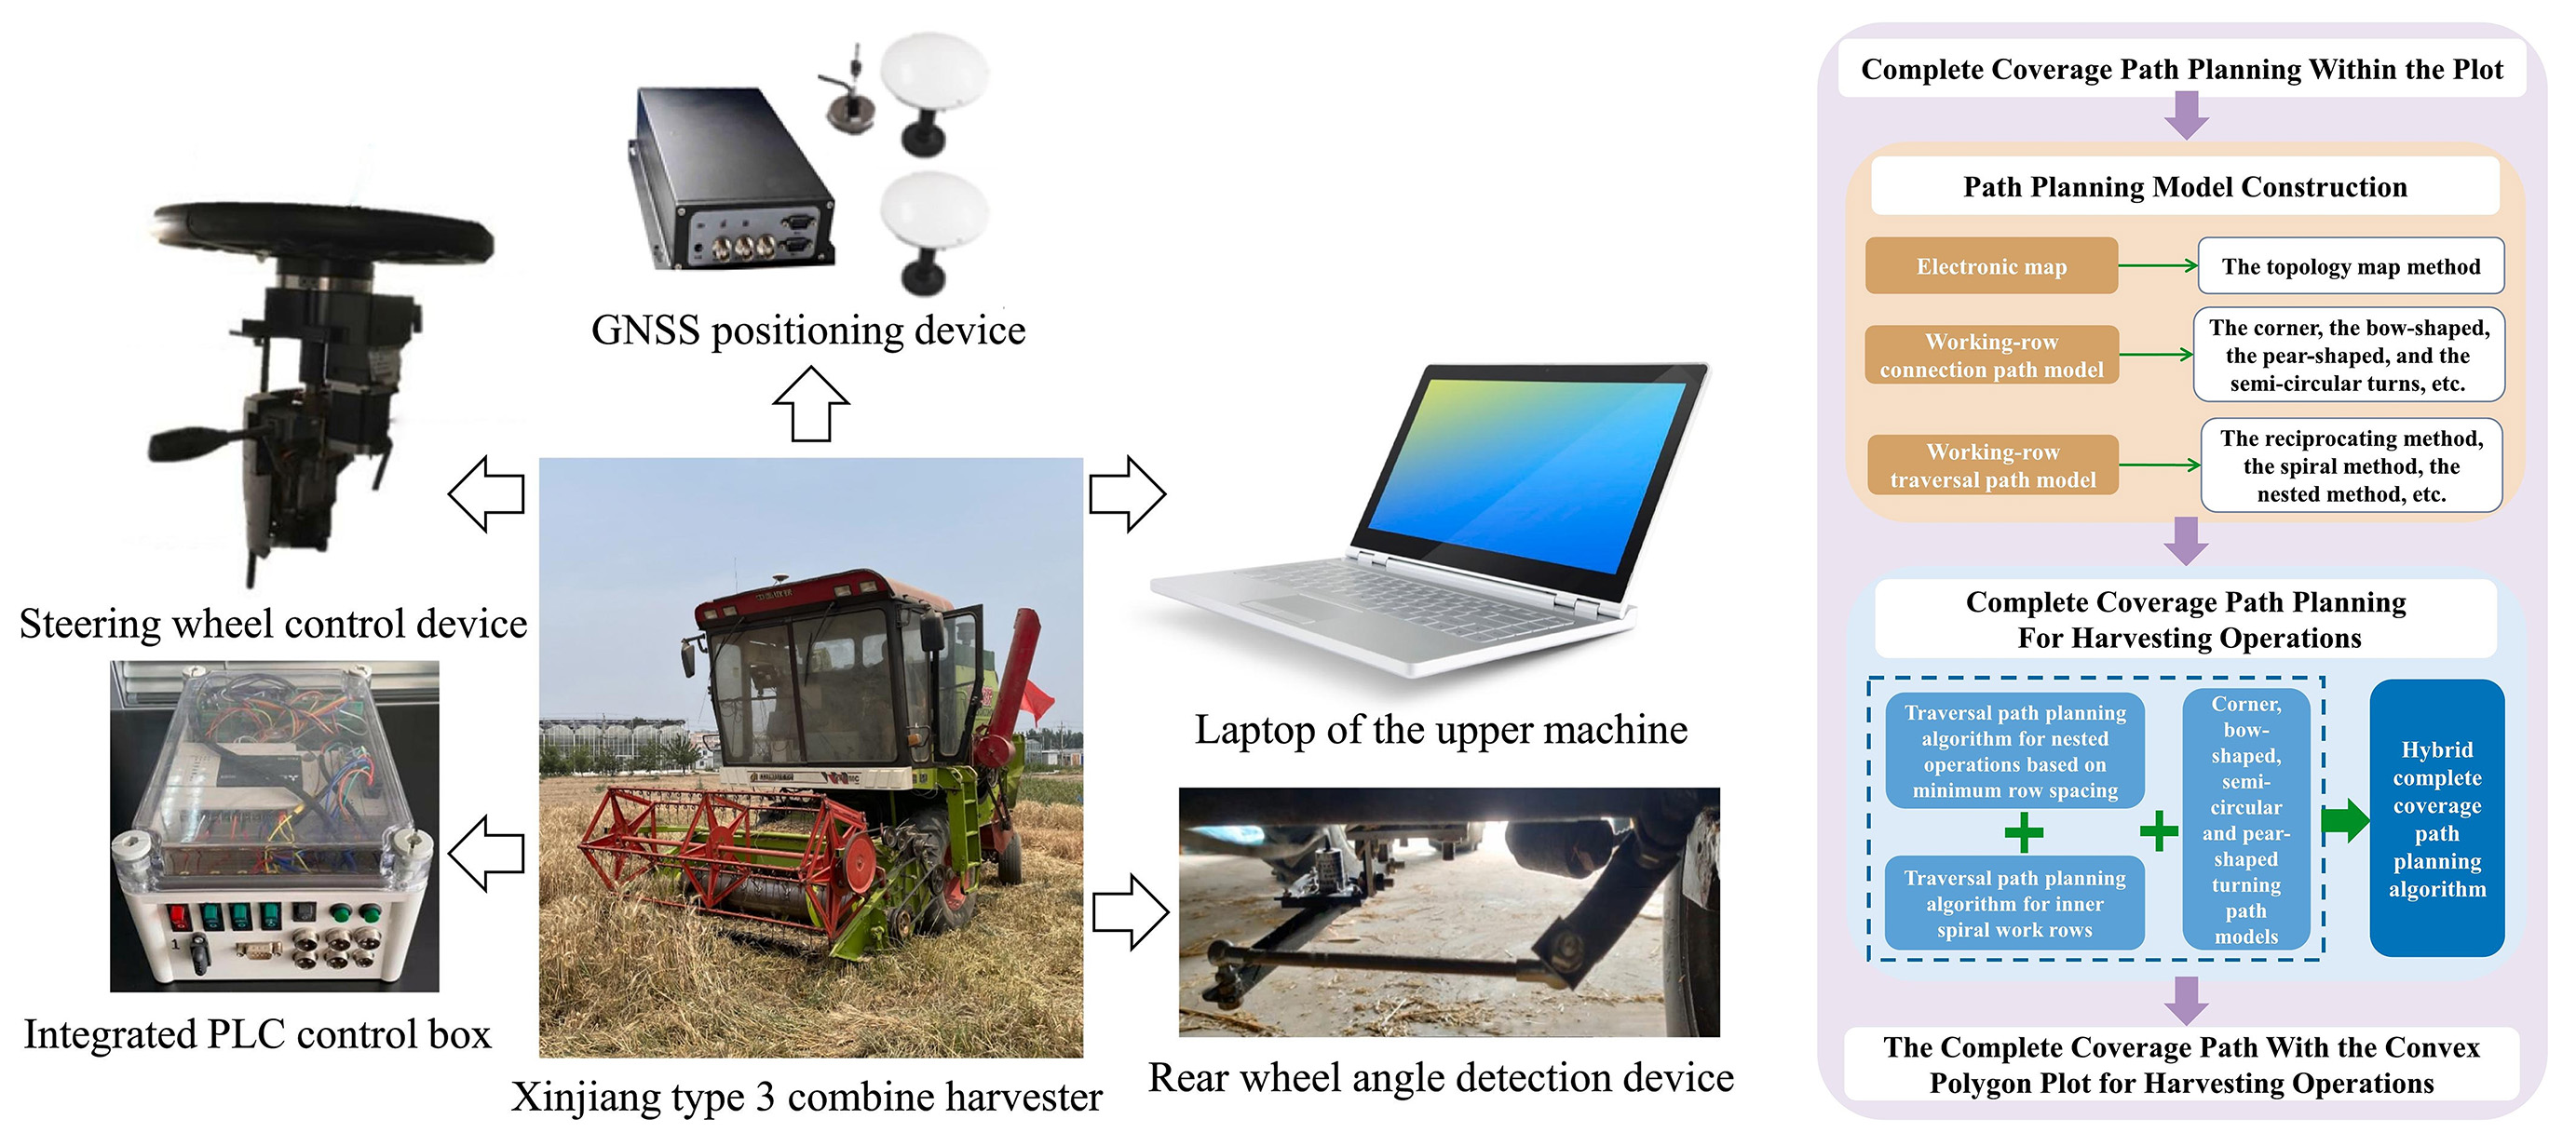 GNSS positioning device
Steering wheel control device
Laptop of the upper machine
Integrated PLC control box
1
Xinjiang type 3 combine harvester
Rear wheel angle detection device
Complete Coverage Path Planning Within the Plot
Path Planning Model Construction
Electronic map
The topology map method
Working-row
connection path model
The corner, the bow-shaped,
the pear-shaped, and the
semi-circular turns, etc.
Working-row
traversal path model
The reciprocating method,
the spiral method, the
nested method, etc.
Complete Coverage Path Planning
For Harvesting Operations
Traversal path planning
algorithm for nested
operations based on
minimum row spacing
+
Traversal path planning
algorithm for inner
spiral work rows
+
Corner,
bow-
shaped,
semi-
circular
and pear-
shaped
turning
path
models
Hybrid
complete
coverage
path
planning
algorithm
The Complete Coverage Path With the Convex
Polygon Plot for Harvesting Operations